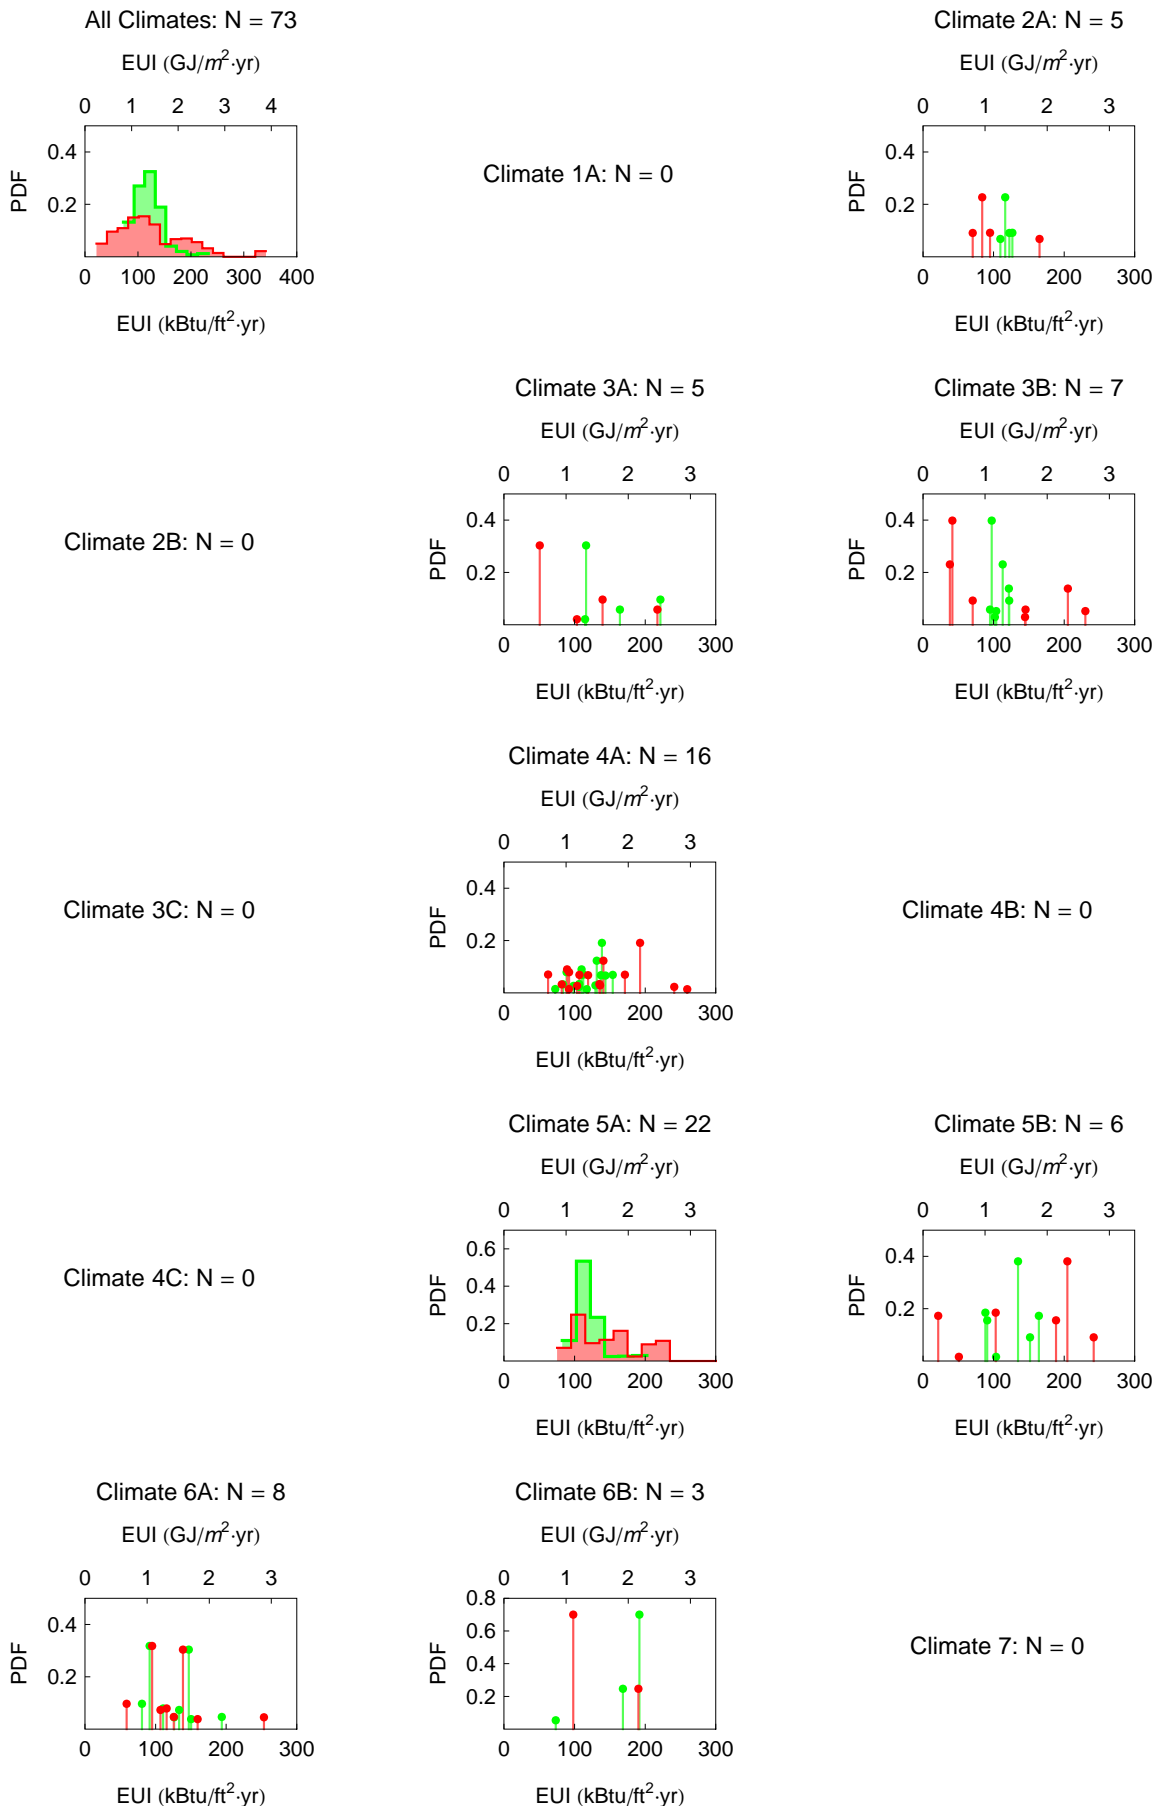 All Climates: N = 73
EUI (GJ/m²·yr)
0 1 2 3 4
0.4
0.2
PDF
0 100 200 300 400
EUI (kBtu/ft²·yr)
Climate 1A: N = 0
Climate 2A: N = 5
EUI (GJ/m²·yr)
0 1 2 3
0.4
0.2
PDF
0 100 200 300
EUI (kBtu/ft²·yr)
Climate 2B: N = 0
Climate 3A: N = 5
EUI (GJ/m²·yr)
0 1 2 3
0.4
0.2
PDF
0 100 200 300
EUI (kBtu/ft²·yr)
Climate 3B: N = 7
EUI (GJ/m²·yr)
0 1 2 3
0.4
0.2
PDF
0 100 200 300
EUI (kBtu/ft²·yr)
Climate 3C: N = 0
Climate 4A: N = 16
EUI (GJ/m²·yr)
0 1 2 3
0.4
0.2
PDF
0 100 200 300
EUI (kBtu/ft²·yr)
Climate 4B: N = 0
Climate 4C: N = 0
Climate 5A: N = 22
EUI (GJ/m²·yr)
0 1 2 3
0.6
0.4
0.2
PDF
0 100 200 300
EUI (kBtu/ft²·yr)
Climate 5B: N = 6
EUI (GJ/m²·yr)
0 1 2 3
0.4
0.2
PDF
0 100 200 300
EUI (kBtu/ft²·yr)
Climate 6A: N = 8
EUI (GJ/m²·yr)
0 1 2 3
0.4
0.2
PDF
0 100 200 300
EUI (kBtu/ft²·yr)
Climate 6B: N = 3
EUI (GJ/m²·yr)
0 1 2 3
0.8
0.6
0.4
0.2
PDF
0 100 200 300
EUI (kBtu/ft²·yr)
Climate 7: N = 0